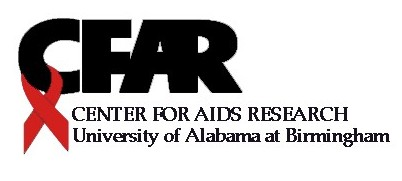 CFAR
CENTER FOR AIDS RESEARCH
University of Alabama at Birmingham